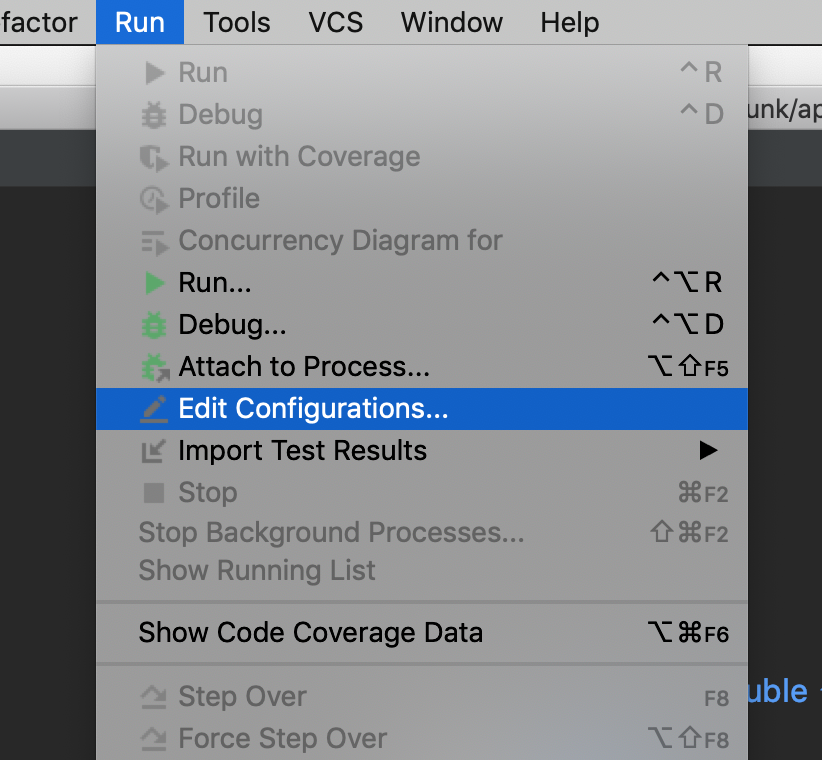 factor Run Tools VCS Window Help
Run ^ R
Debug ^ D
unk/ap
Run with Coverage
Profile
Concurrency Diagram for
Run... ^⌥ R
Debug... ^⌥ D
Attach to Process... ⌥⇧F5
Edit Configurations...
Import Test Results ▶
Stop ⌘F2
Stop Background Processes... ⇧⌘F2
Show Running List
Show Code Coverage Data ⌥⌘F6
Step Over F8
uble
Force Step Over ⌥⇧F8